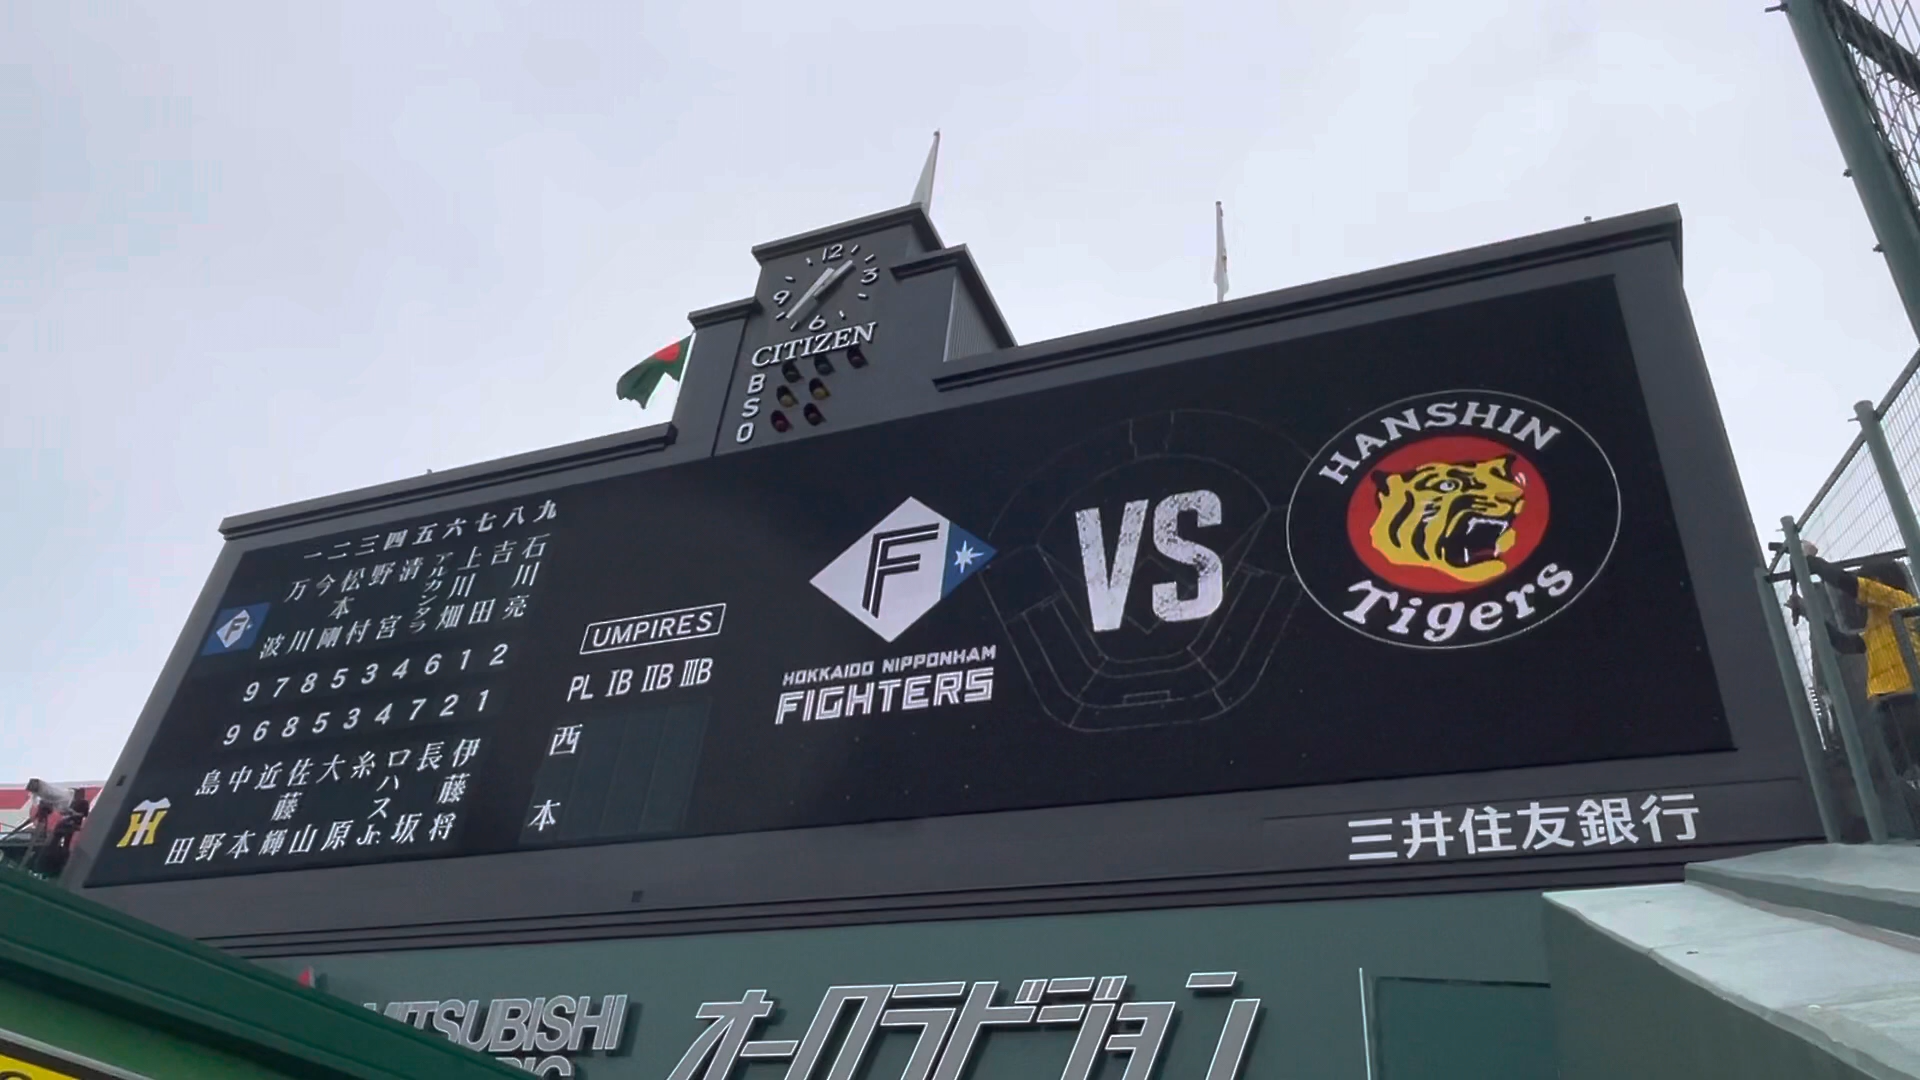 12
3
9
6
CITIZEN
B
S
O
一二三四五六七八九
万波 今川 松本剛 野村 清宮 アルカンタラ 上川畑 吉田 石川亮
F
9 7 8 5 3 4 6 1 2
9 6 8 5 3 4 7 2 1
島田 中野 近本 佐藤輝 大山 糸原 ロハスJr. 長坂 伊藤将
UMPIRES
PL ⅠB ⅡB ⅢB
西本
F
HOKKAIDO NIPPONHAM
FIGHTERS
VS
HANSHIN
Tigers
三井住友銀行
MITSUBISHI
オーロラビジョン